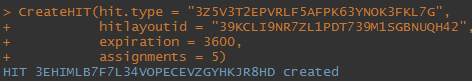 > CreateHIT(hit.type = "3Z5V3T2EPVRLF5AFPK63YNOK3FKL7G",
+ hitlayoutid = "39KCLI9NR7ZL1PDT739M1SGBNUQH42",
+ expiration = 3600,
+ assignments = 5)
HIT 3EHIMLB7F7L34VOPECEVZGYHKJR8HD created